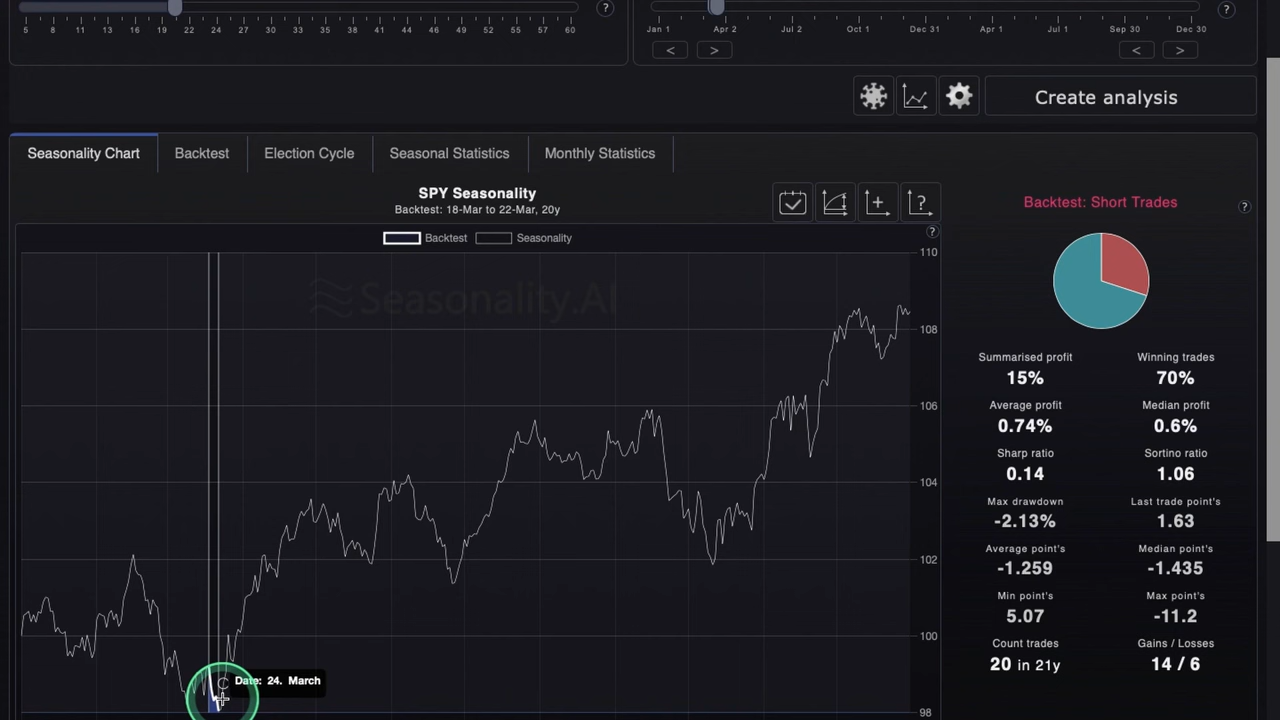 ? ?
5 8 11 13 16 19 22 24 27 30 33 35 38 41 44 46 49 52 55 57 60
Jan 1 Apr 2 Jul 2 Oct 1 Dec 31 Apr 1 Jul 1 Sep 30 Dec 30
< > < >
Create analysis
Seasonality Chart Backtest Election Cycle Seasonal Statistics Monthly Statistics
SPY Seasonality
Backtest: 18-Mar to 22-Mar, 20y
?
Backtest: Short Trades ?
Backtest Seasonality ?
110
Seasonality.AI
108
106
104
102
100
98
Date: 24. March
Summarised profit Winning trades
15% 70%
Average profit Median profit
0.74% 0.6%
Sharp ratio Sortino ratio
0.14 1.06
Max drawdown Last trade point's
-2.13% 1.63
Average point's Median point's
-1.259 -1.435
Min point's Max point's
5.07 -11.2
Count trades Gains / Losses
20 in 21y 14 / 6